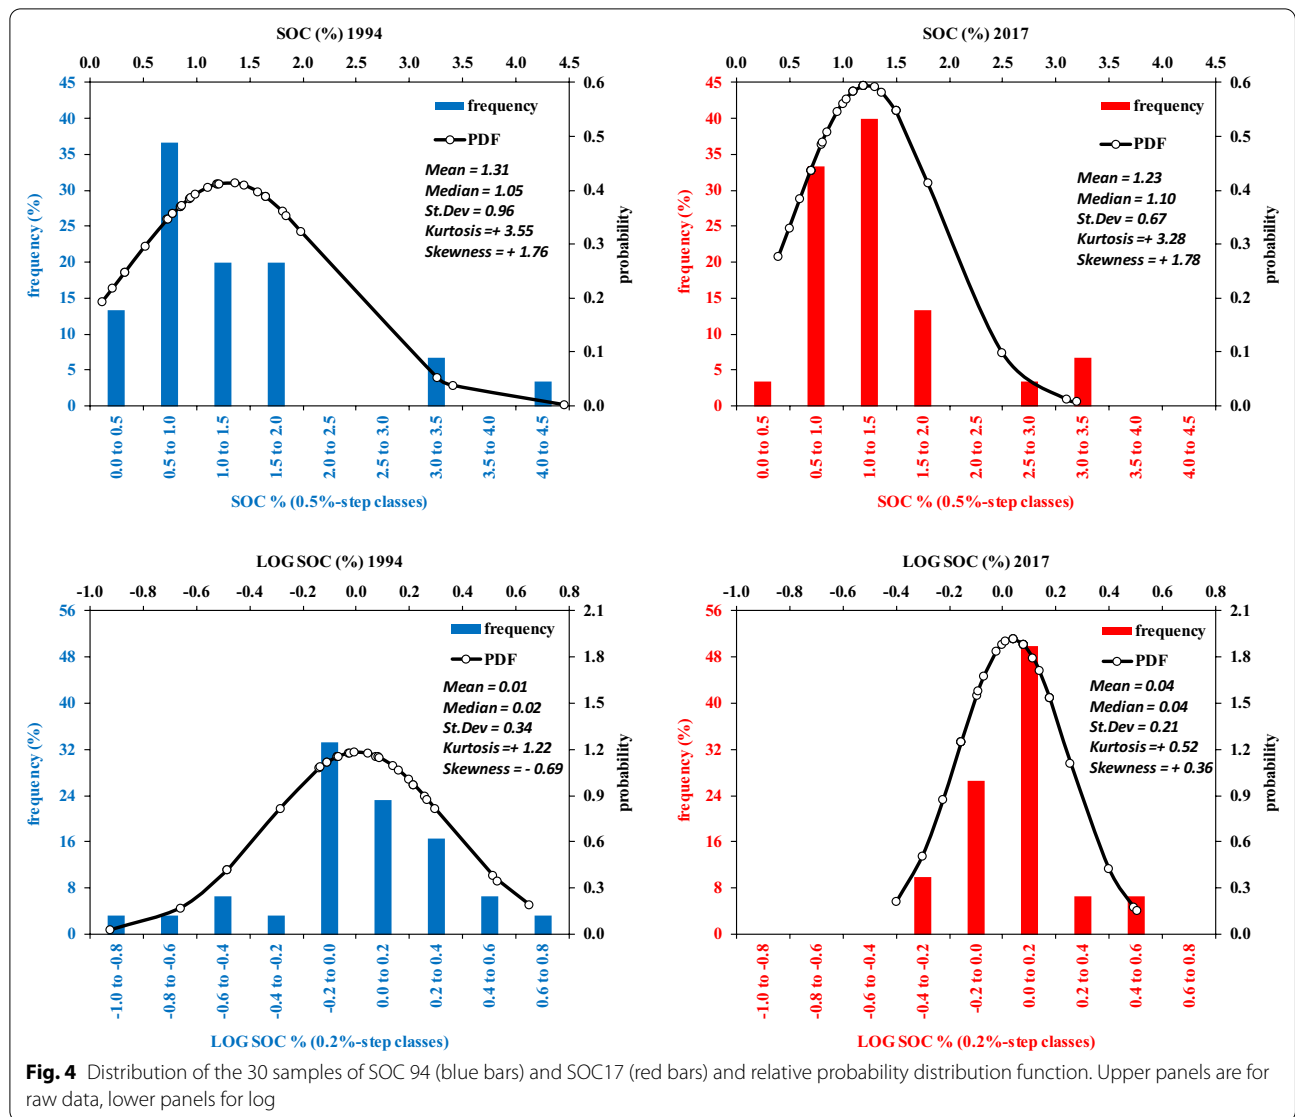 SOC (%) 1994
0.0 0.5 1.0 1.5 2.0 2.5 3.0 3.5 4.0 4.5
45 40 35 30 25 20 15 10 5 0
frequency (%)
0.6 0.5 0.4 0.3 0.2 0.1 0.0
probability
frequency
PDF
Mean = 1.31
Median = 1.05
St.Dev = 0.96
Kurtosis =+ 3.55
Skewness = + 1.76
0.0 to 0.5
0.5 to 1.0
1.0 to 1.5
1.5 to 2.0
2.0 to 2.5
2.5 to 3.0
3.0 to 3.5
3.5 to 4.0
4.0 to 4.5
SOC % (0.5%-step classes)
SOC (%) 2017
0.0 0.5 1.0 1.5 2.0 2.5 3.0 3.5 4.0 4.5
45 40 35 30 25 20 15 10 5 0
frequency (%)
0.6 0.5 0.4 0.3 0.2 0.1 0.0
probability
frequency
PDF
Mean = 1.23
Median = 1.10
St.Dev = 0.67
Kurtosis =+ 3.28
Skewness = + 1.78
0.0 to 0.5
0.5 to 1.0
1.0 to 1.5
1.5 to 2.0
2.0 to 2.5
2.5 to 3.0
3.0 to 3.5
3.5 to 4.0
4.0 to 4.5
SOC % (0.5%-step classes)
LOG SOC (%) 1994
-1.0 -0.8 -0.6 -0.4 -0.2 0.0 0.2 0.4 0.6 0.8
56 48 40 32 24 16 8 0
frequency (%)
2.1 1.8 1.5 1.2 0.9 0.6 0.3 0.0
probability
frequency
PDF
Mean = 0.01
Median = 0.02
St.Dev = 0.34
Kurtosis =+ 1.22
Skewness = - 0.69
-1.0 to -0.8
-0.8 to -0.6
-0.6 to -0.4
-0.4 to -0.2
-0.2 to 0.0
0.0 to 0.2
0.2 to 0.4
0.4 to 0.6
0.6 to 0.8
LOG SOC % (0.2%-step classes)
LOG SOC (%) 2017
-1.0 -0.8 -0.6 -0.4 -0.2 0.0 0.2 0.4 0.6 0.8
56 48 40 32 24 16 8 0
frequency (%)
2.1 1.8 1.5 1.2 0.9 0.6 0.3 0.0
probability
frequency
PDF
Mean = 0.04
Median = 0.04
St.Dev = 0.21
Kurtosis =+ 0.52
Skewness = + 0.36
-1.0 to -0.8
-0.8 to -0.6
-0.6 to -0.4
-0.4 to -0.2
-0.2 to 0.0
0.0 to 0.2
0.2 to 0.4
0.4 to 0.6
0.6 to 0.8
LOG SOC % (0.2%-step classes)
Fig. 4 Distribution of the 30 samples of SOC 94 (blue bars) and SOC17 (red bars) and relative probability distribution function. Upper panels are for
raw data, lower panels for log